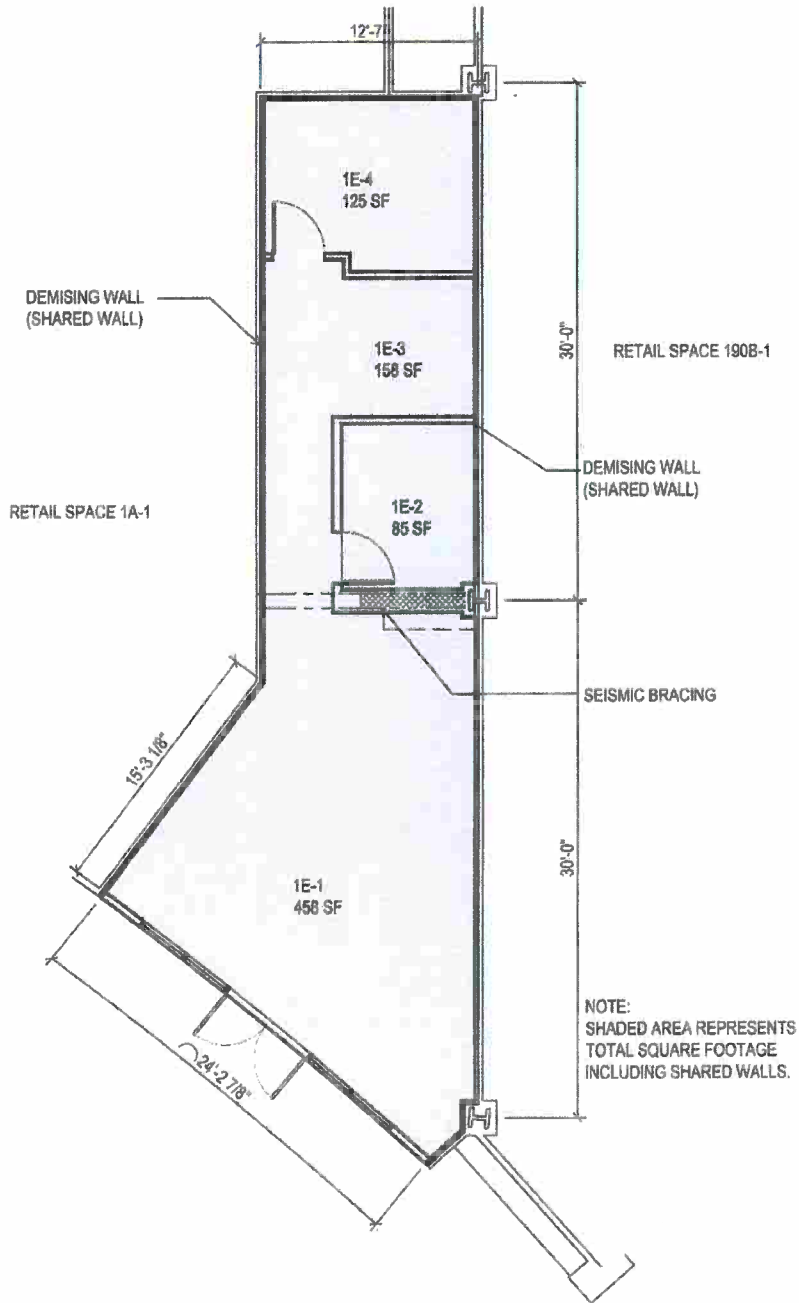 12'-7"
1E-4
125 SF
DEMISING WALL
(SHARED WALL)
1E-3
158 SF
30'-0"
RETAIL SPACE 190B-1
DEMISING WALL
(SHARED WALL)
1E-2
85 SF
RETAIL SPACE 1A-1
SEISMIC BRACING
15'-3 1/8"
30'-0"
1E-1
458 SF
NOTE:
SHADED AREA REPRESENTS
TOTAL SQUARE FOOTAGE
INCLUDING SHARED WALLS.
24'-2 7/8"